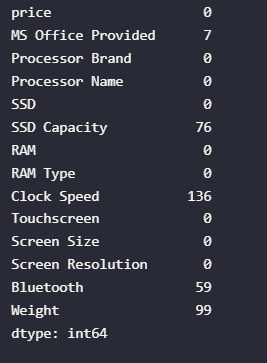 price 0
MS Office Provided 7
Processor Brand 0
Processor Name 0
SSD 0
SSD Capacity 76
RAM 0
RAM Type 0
Clock Speed 136
Touchscreen 0
Screen Size 0
Screen Resolution 0
Bluetooth 59
Weight 99
dtype: int64